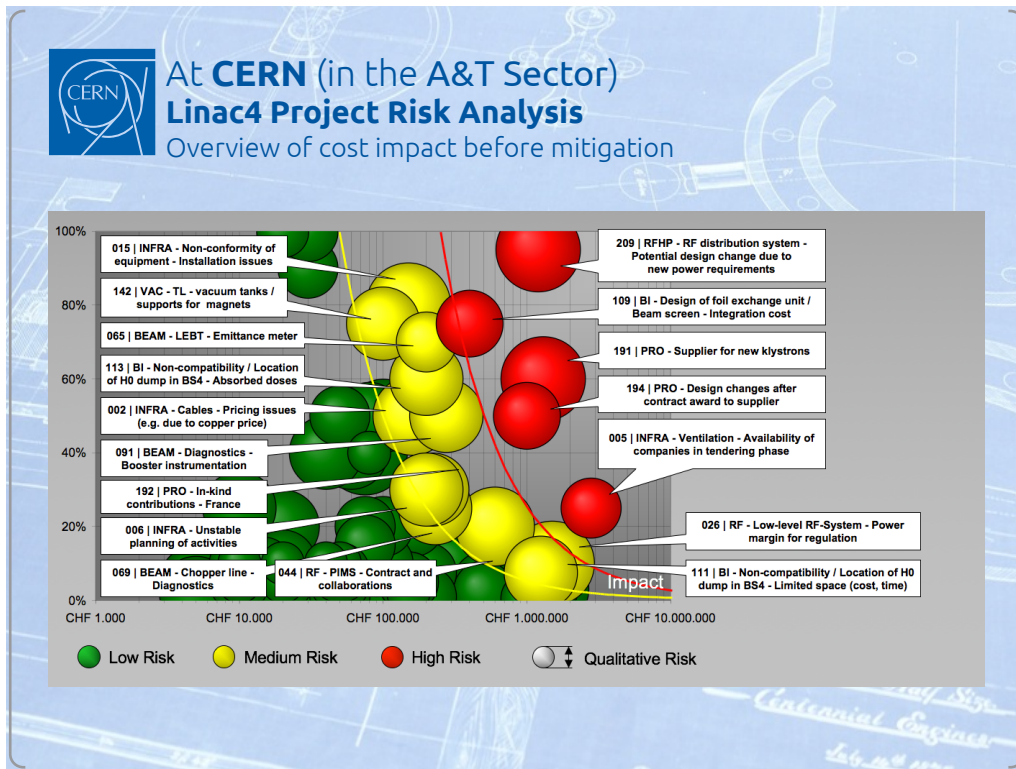 CERN
At CERN (in the A&T Sector)
Linac4 Project Risk Analysis
Overview of cost impact before mitigation
100%
80%
60%
40%
20%
0%
015 | INFRA - Non-conformity of
equipment - Installation issues
142 | VAC - TL - vacuum tanks /
supports for magnets
065 | BEAM - LEBT - Emittance meter
113 | BI - Non-compatibility / Location
of H0 dump in BS4 - Absorbed doses
002 | INFRA - Cables - Pricing issues
(e.g. due to copper price)
091 | BEAM - Diagnostics -
Booster instrumentation
192 | PRO - In-kind
contributions - France
006 | INFRA - Unstable
planning of activities
069 | BEAM - Chopper line -
Diagnostics
044 | RF - PIMS - Contract and
collaborations
209 | RFHP - RF distribution system -
Potential design change due to
new power requirements
109 | BI - Design of foil exchange unit /
Beam screen - Integration cost
191 | PRO - Supplier for new klystrons
194 | PRO - Design changes after
contract award to supplier
005 | INFRA - Ventilation - Availability of
companies in tendering phase
026 | RF - Low-level RF-System - Power
margin for regulation
111 | BI - Non-compatibility / Location of H0
dump in BS4 - Limited space (cost, time)
Impact
CHF 1.000
CHF 10.000
CHF 100.000
CHF 1.000.000
CHF 10.000.000
Low Risk
Medium Risk
High Risk
Qualitative Risk
Half Size
Centennial Engines
July 14th